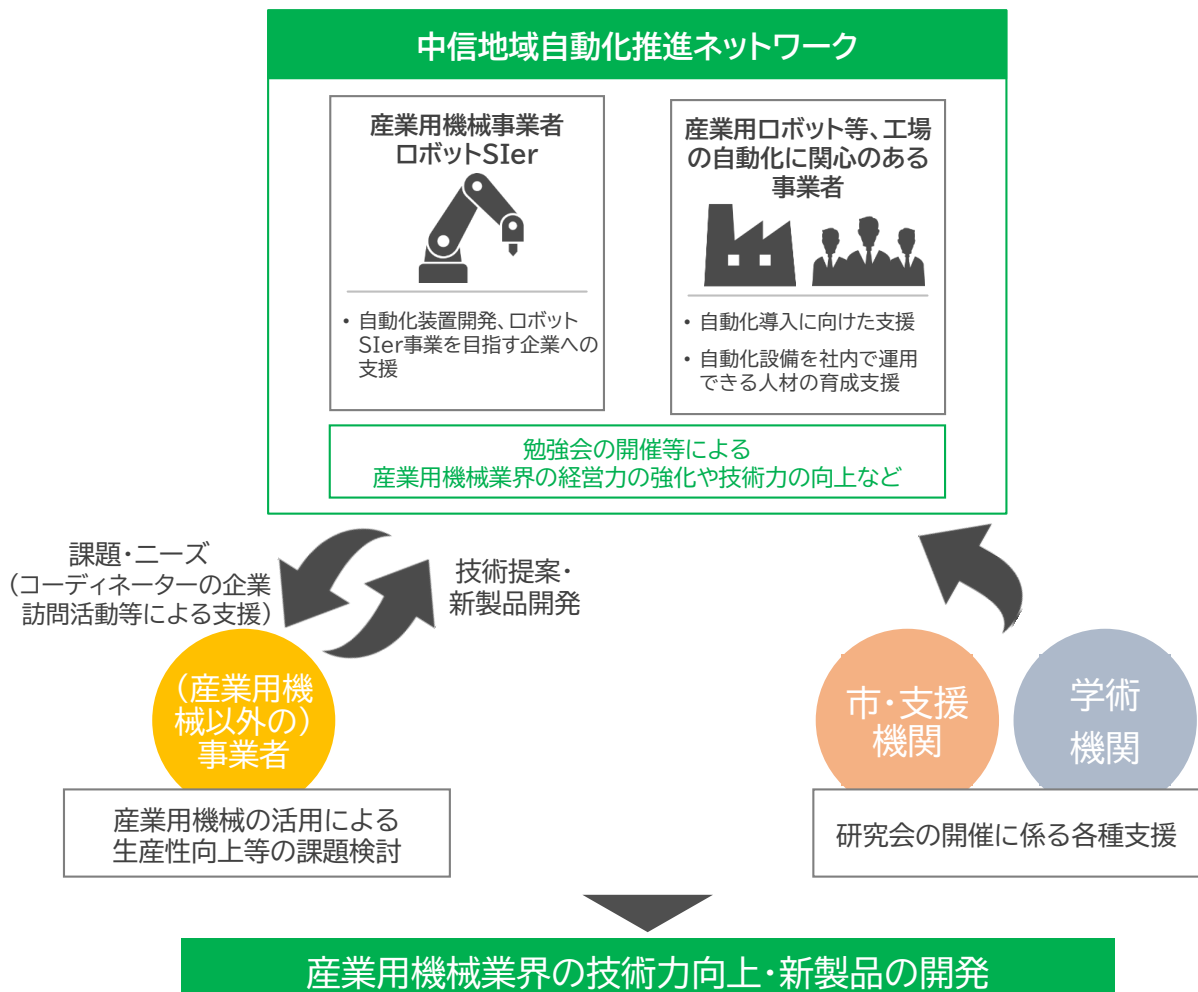 中信地域自動化推進ネットワーク
産業用機械事業者
ロボットSIer
・自動化装置開発、ロボット
SIer事業を目指す企業への
支援
産業用ロボット等、工場
の自動化に関心のある
事業者
・自動化導入に向けた支援
・自動化設備を社内で運用
できる人材の育成支援
勉強会の開催等による
産業用機械業界の経営力の強化や技術力の向上など
課題・ニーズ
（コーディネーターの企業
訪問活動等による支援）
技術提案・
新製品開発
（産業用機
械以外の）
事業者
産業用機械の活用による
生産性向上等の課題検討
市・支援
機関
学術
機関
研究会の開催に係る各種支援
産業用機械業界の技術力向上・新製品の開発